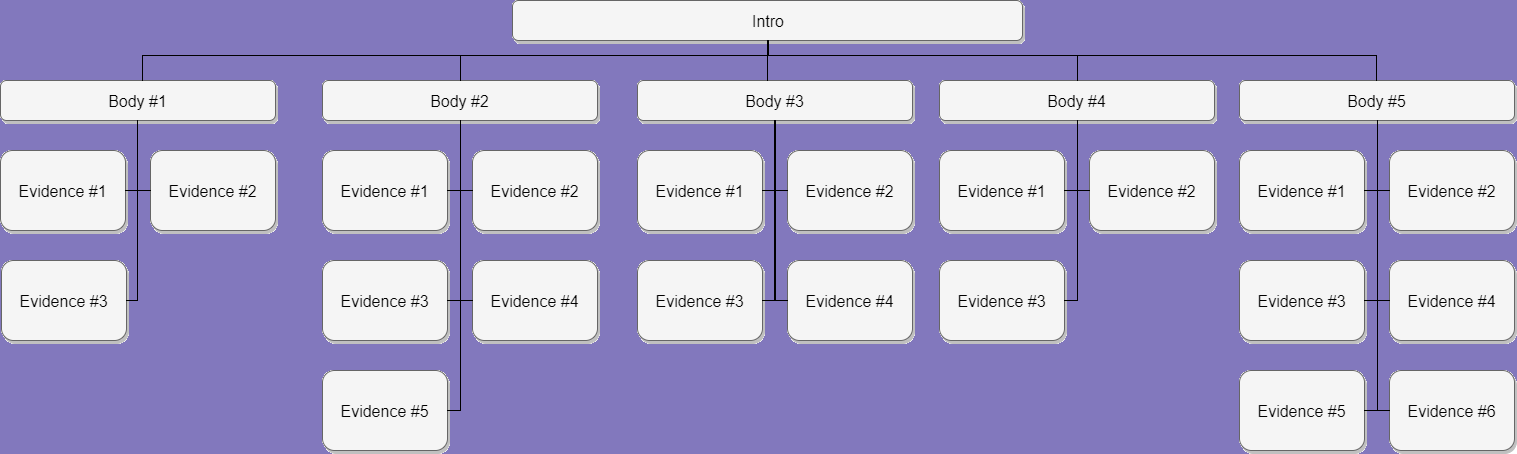 Intro
Body #1
Body #2
Body #3
Body #4
Body #5
Evidence #1
Evidence #2
Evidence #1
Evidence #2
Evidence #1
Evidence #2
Evidence #1
Evidence #2
Evidence #1
Evidence #2
Evidence #3
Evidence #3
Evidence #4
Evidence #3
Evidence #4
Evidence #3
Evidence #3
Evidence #4
Evidence #5
Evidence #5
Evidence #6